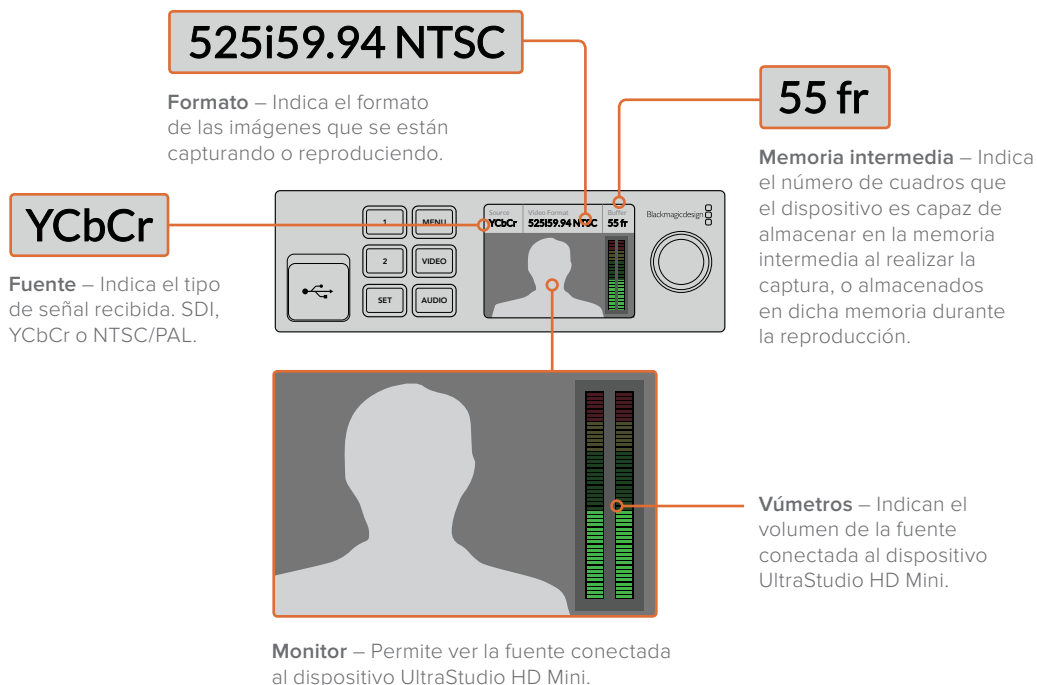 525i59.94 NTSC
Formato – Indica el formato
de las imágenes que se están
capturando o reproduciendo.
55 fr
Memoria intermedia – Indica
el número de cuadros que
el dispositivo es capaz de
almacenar en la memoria
intermedia al realizar la
captura, o almacenados
en dicha memoria durante
la reproducción.
YCbCr
Fuente – Indica el tipo
de señal recibida. SDI,
YCbCr o NTSC/PAL.
1
MENU
2
VIDEO
SET
AUDIO
Source
YCbCr
Video Format
525i59.94 NTSC
Buffer
55 fr
Blackmagicdesign
Vúmetros – Indican el
volumen de la fuente
conectada al dispositivo
UltraStudio HD Mini.
Monitor – Permite ver la fuente conectada
al dispositivo UltraStudio HD Mini.